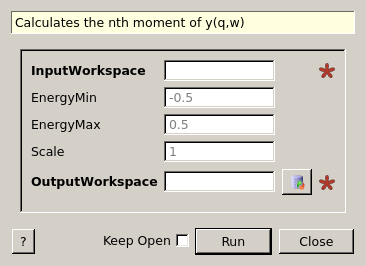 Calculates the nth moment of y(q,w)
InputWorkspace
EnergyMin -0.5
EnergyMax 0.5
Scale 1
OutputWorkspace
? Keep Open Run Close